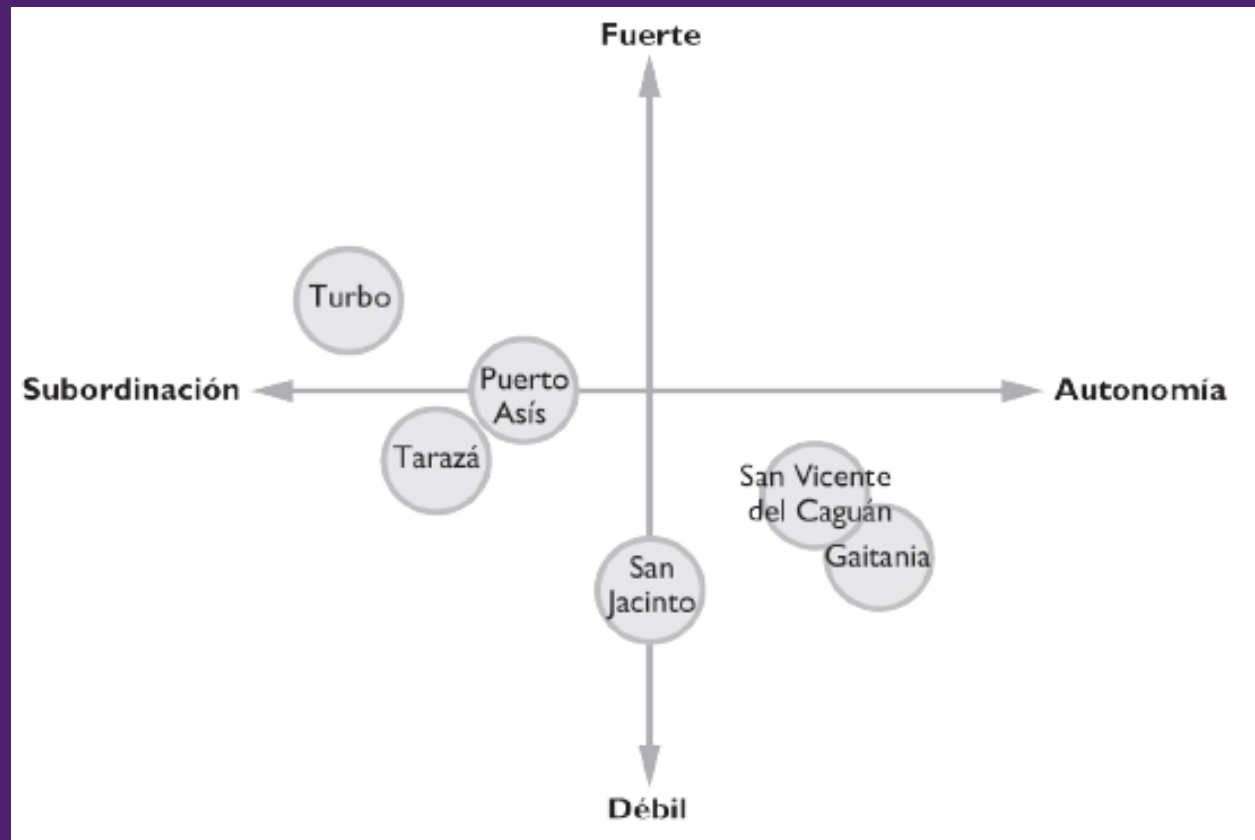 Fuerte
Turbo
Subordinación
Puerto
Asís
Autonomía
Tarazá
San Vicente
del Caguán
Gaitania
San
Jacinto
Débil